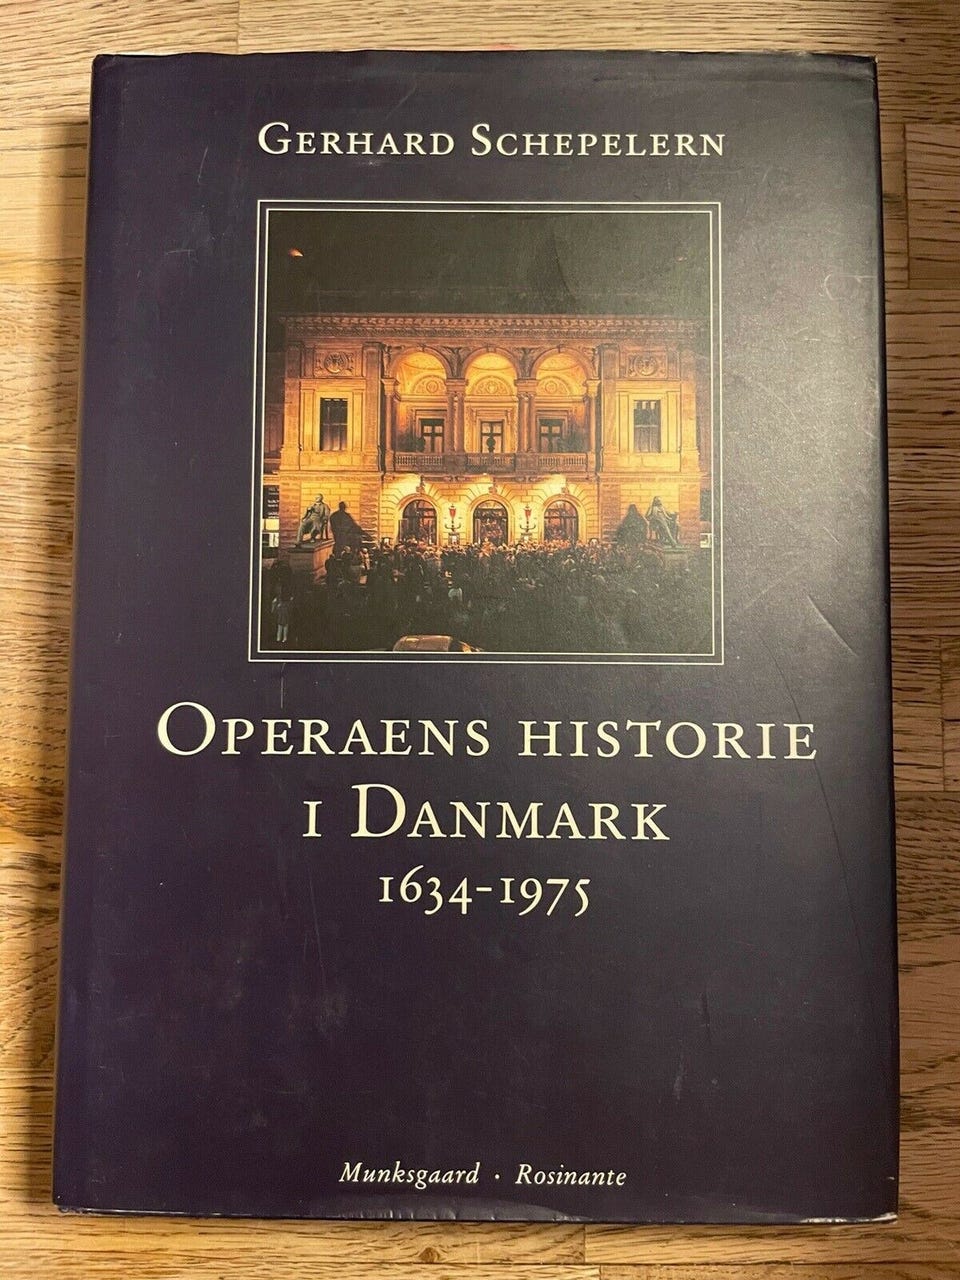 GERHARD SCHEPELERN
OPERAENS HISTORIE
I DANMARK
1634-1975
Munksgaard · Rosinante